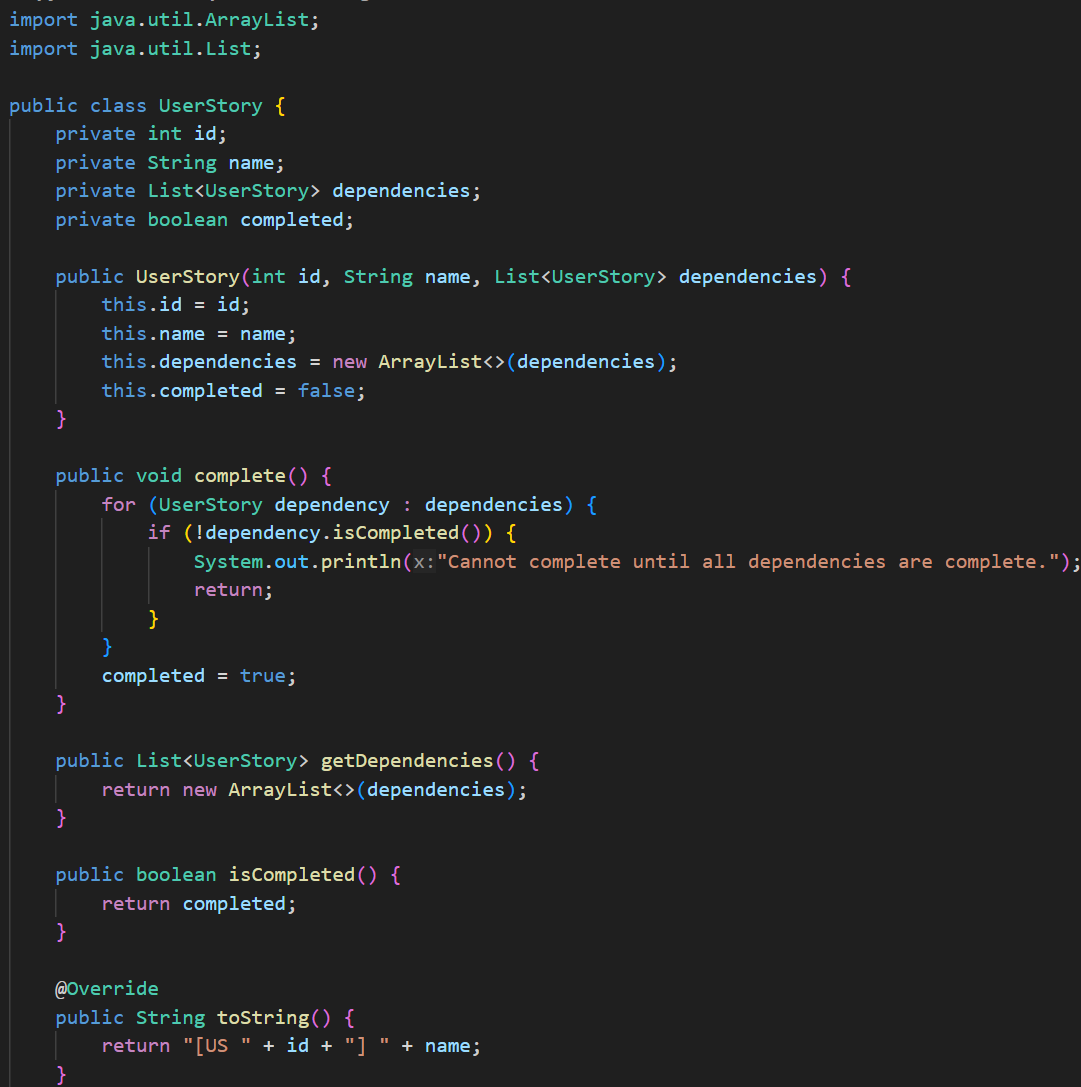 import java.util.ArrayList;
import java.util.List;

public class UserStory {
    private int id;
    private String name;
    private List<UserStory> dependencies;
    private boolean completed;

    public UserStory(int id, String name, List<UserStory> dependencies) {
        this.id = id;
        this.name = name;
        this.dependencies = new ArrayList<>(dependencies);
        this.completed = false;
    }

    public void complete() {
        for (UserStory dependency : dependencies) {
            if (!dependency.isCompleted()) {
                System.out.println(x:"Cannot complete until all dependencies are complete.");
                return;
            }
        }
        completed = true;
    }

    public List<UserStory> getDependencies() {
        return new ArrayList<>(dependencies);
    }

    public boolean isCompleted() {
        return completed;
    }

    @Override
    public String toString() {
        return "[US " + id + "] " + name;
    }